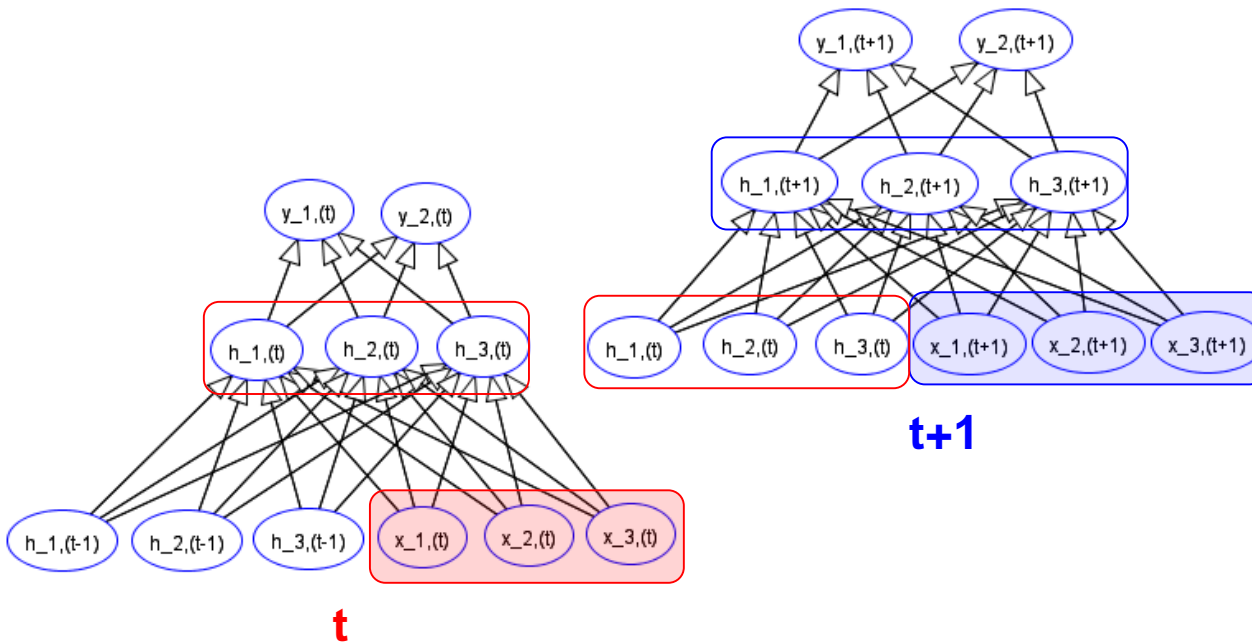 y_1,(t+1) y_2,(t+1)
h_1,(t+1) h_2,(t+1) h_3,(t+1)
h_1,(t) h_2,(t) h_3,(t) x_1,(t+1) x_2,(t+1) x_3,(t+1)
t+1
y_1,(t) y_2,(t)
h_1,(t) h_2,(t) h_3,(t)
h_1,(t-1) h_2,(t-1) h_3,(t-1) x_1,(t) x_2,(t) x_3,(t)
t